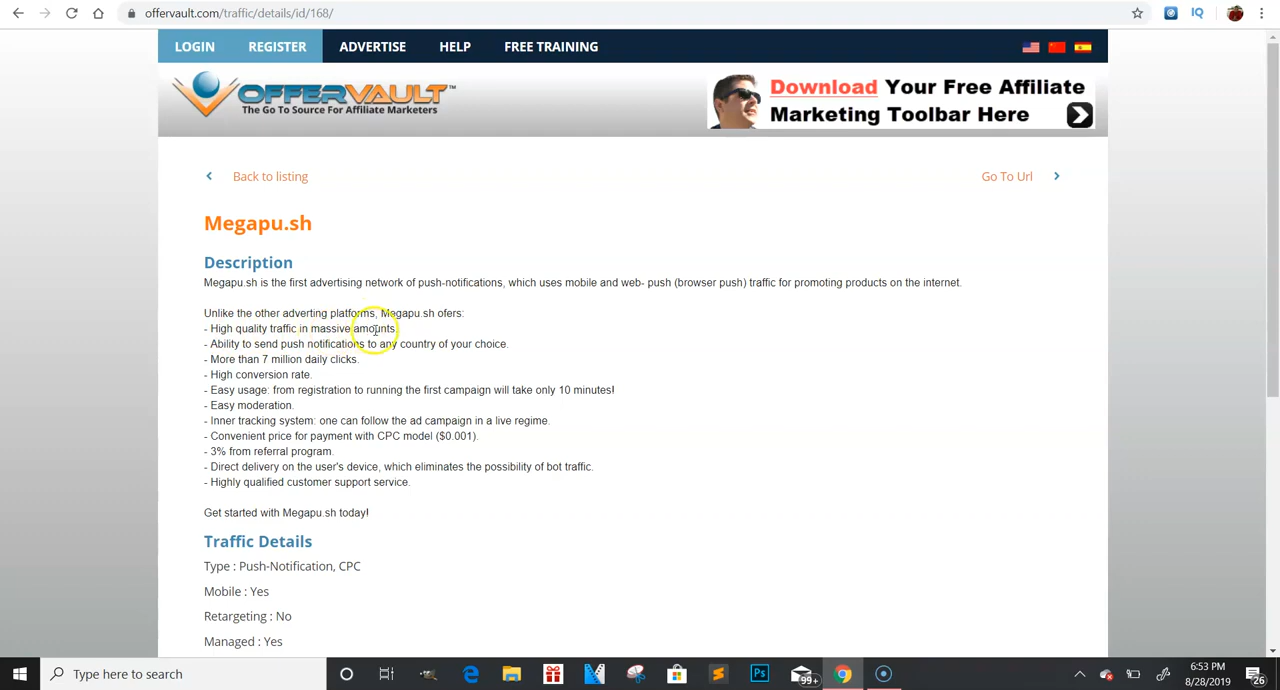 offervault.com/traffic/details/id/168/
IQ
LOGIN REGISTER ADVERTISE HELP FREE TRAINING
OFFERVAULT™
The Go To Source For Affiliate Marketers
Download Your Free Affiliate
Marketing Toolbar Here
Back to listing
Go To Url
Megapu.sh
Description
Megapu.sh is the first advertising network of push-notifications, which uses mobile and web- push (browser push) traffic for promoting products on the internet.
Unlike the other adverting platforms, Megapu.sh ofers:
- High quality traffic in massive amounts.
- Ability to send push notifications to any country of your choice.
- More than 7 million daily clicks.
- High conversion rate.
- Easy usage: from registration to running the first campaign will take only 10 minutes!
- Easy moderation.
- Inner tracking system: one can follow the ad campaign in a live regime.
- Convenient price for payment with CPC model ($0.001).
- 3% from referral program.
- Direct delivery on the user's device, which eliminates the possibility of bot traffic.
- Highly qualified customer support service.
Get started with Megapu.sh today!
Traffic Details
Type : Push-Notification, CPC
Mobile : Yes
Retargeting : No
Managed : Yes
Type here to search
Ps
99+
6:53 PM
8/28/2019
26